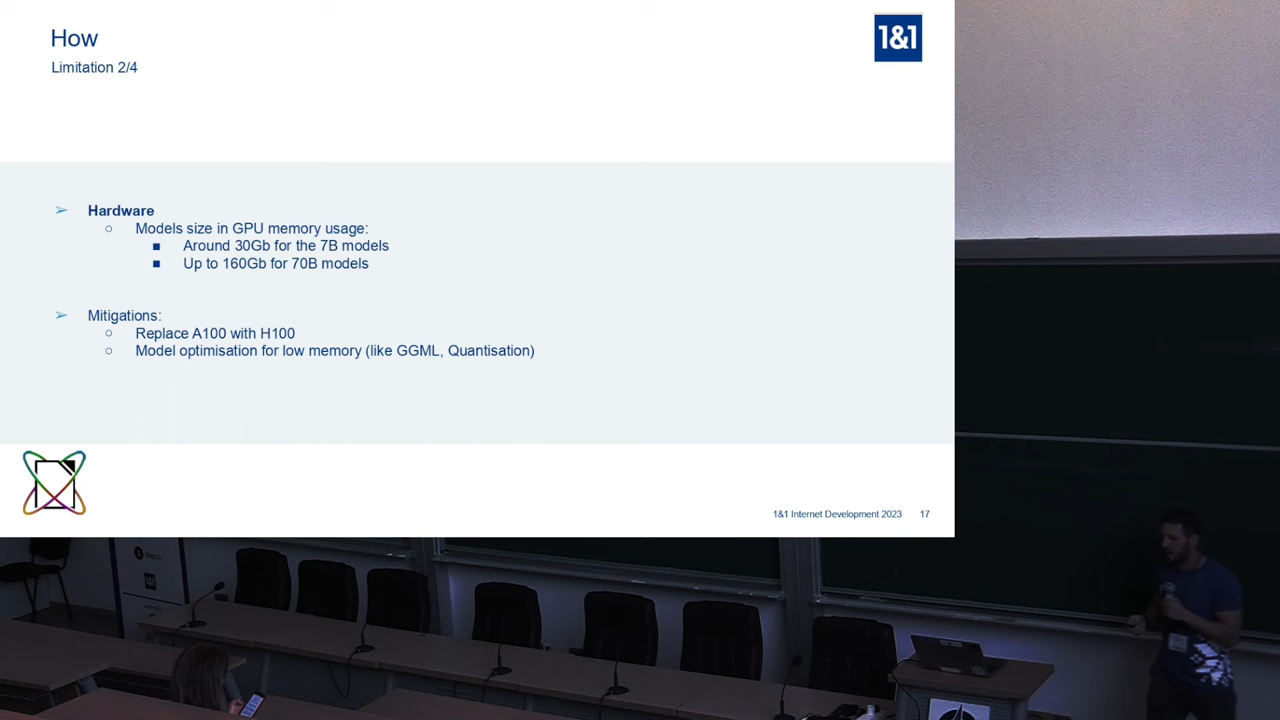 How
Limitation 2/4
1&1
➢ Hardware
○ Models size in GPU memory usage:
■ Around 30Gb for the 7B models
■ Up to 160Gb for 70B models
➢ Mitigations:
○ Replace A100 with H100
○ Model optimisation for low memory (like GGML, Quantisation)
1&1 Internet Development 2023 17